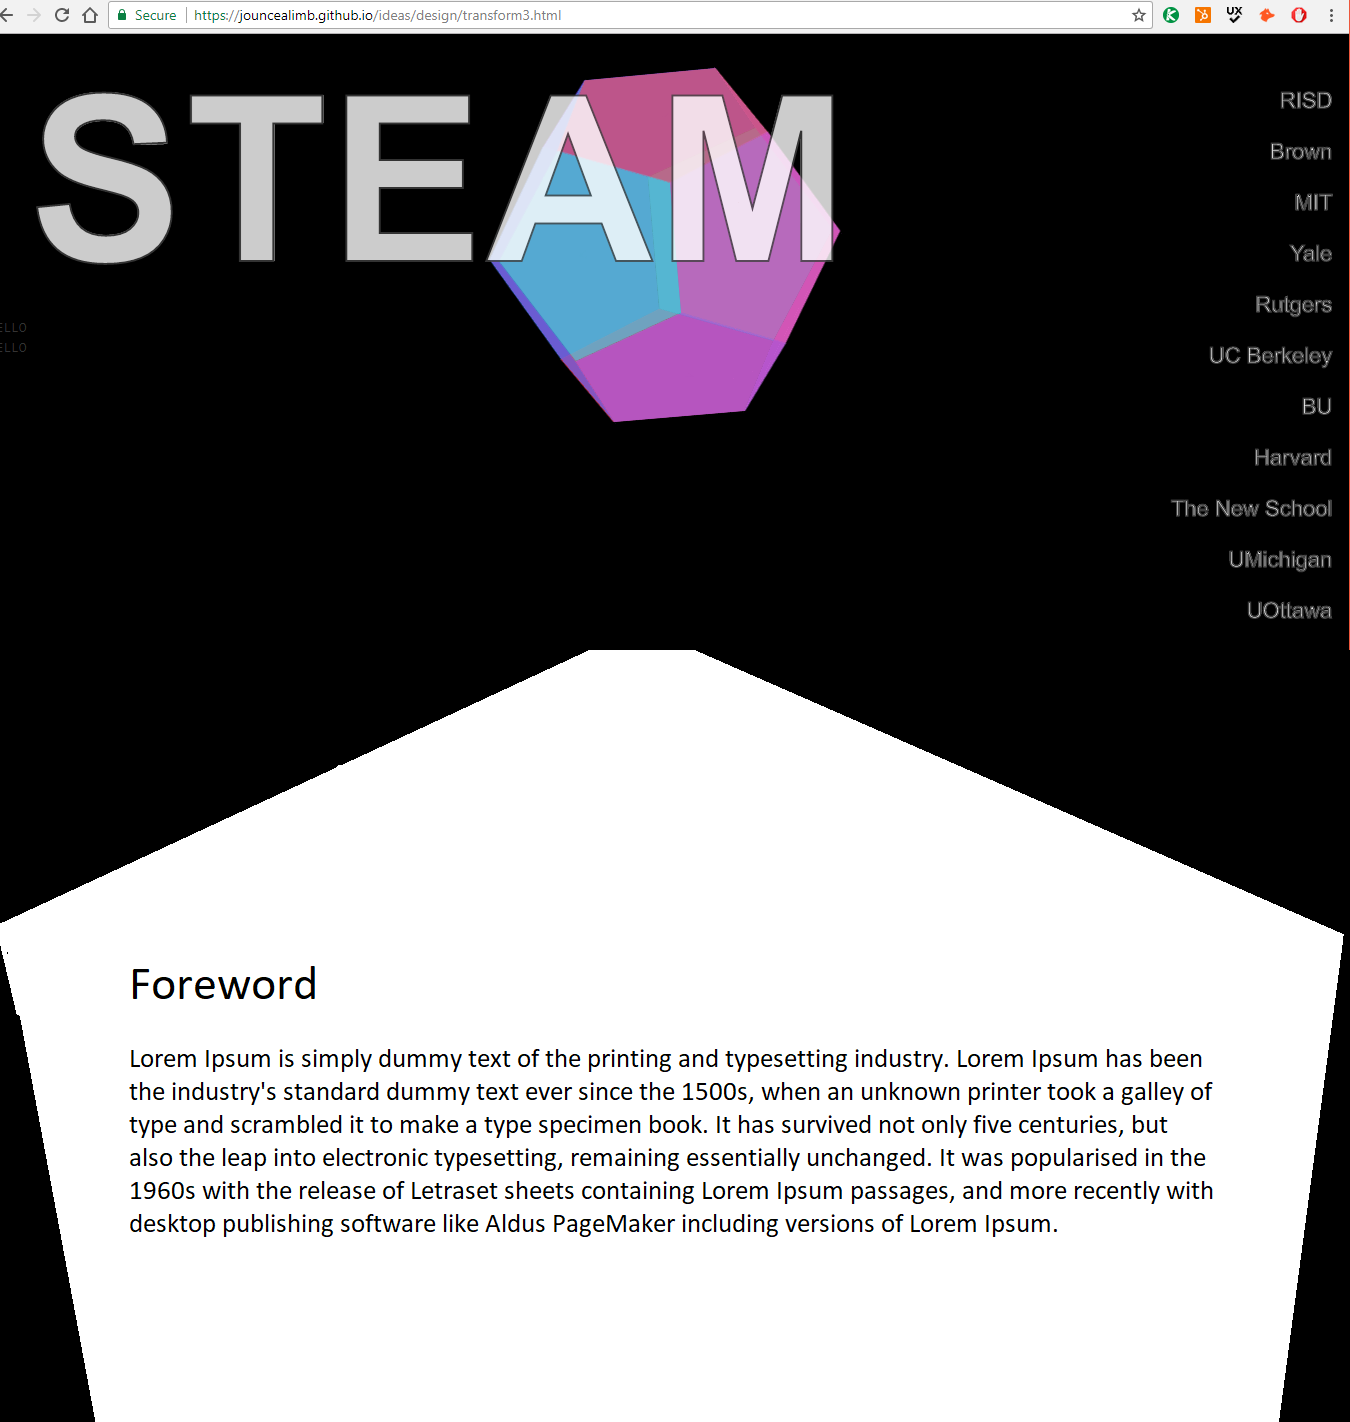 Secure
https://jouncealimb.github.io/ideas/design/transform3.html
UX
STEAM
RISD
Brown
MIT
Yale
Rutgers
UC Berkeley
BU
Harvard
The New School
UMichigan
UOttawa
ELLO
ELLO
Foreword
Lorem Ipsum is simply dummy text of the printing and typesetting industry. Lorem Ipsum has been
the industry's standard dummy text ever since the 1500s, when an unknown printer took a galley of
type and scrambled it to make a type specimen book. It has survived not only five centuries, but
also the leap into electronic typesetting, remaining essentially unchanged. It was popularised in the
1960s with the release of Letraset sheets containing Lorem Ipsum passages, and more recently with
desktop publishing software like Aldus PageMaker including versions of Lorem Ipsum.